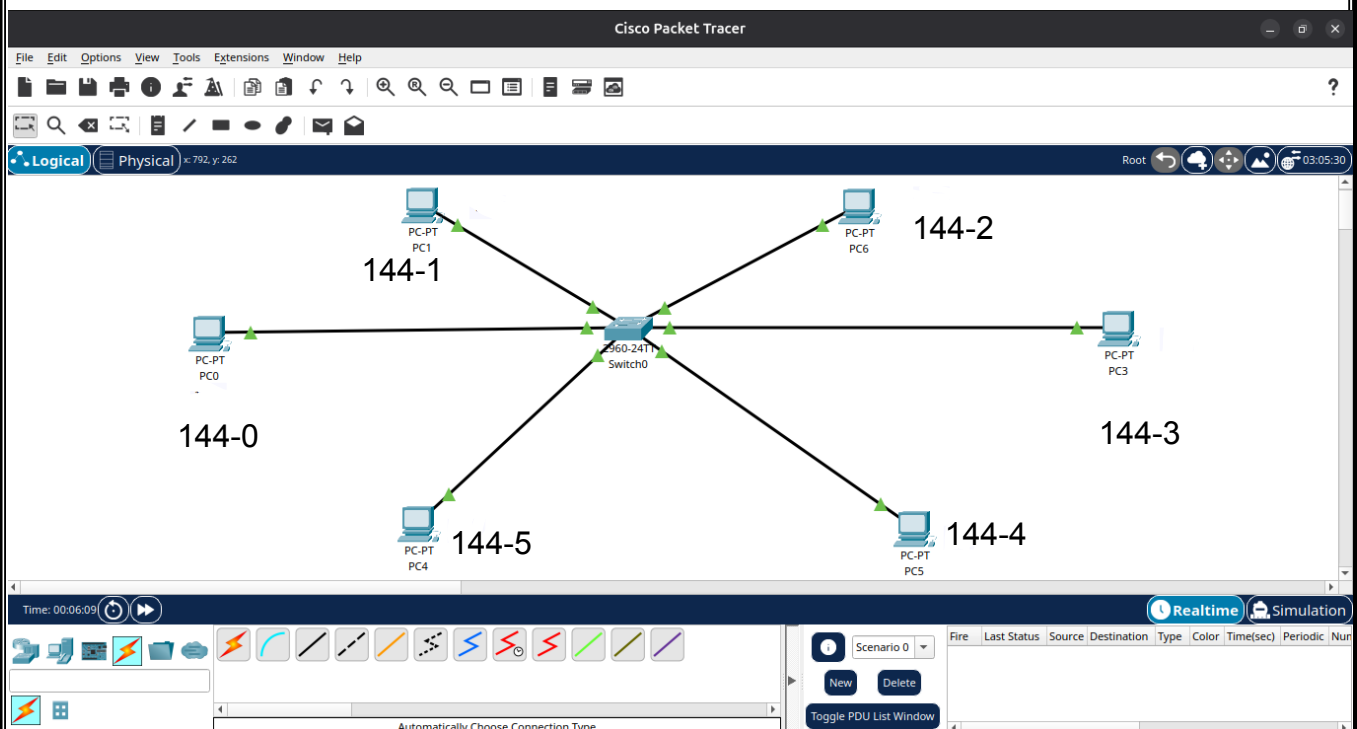 Cisco Packet Tracer
File Edit Options View Tools Extensions Window Help
?
Logical Physical x: 792, y: 262 Root 03:05:30
PC-PT
PC1
144-1
PC-PT
PC6
144-2
PC-PT
PC0
144-0
2960-24TT
Switch0
PC-PT
PC3
144-3
PC-PT
PC4
144-5
PC-PT
PC5
144-4
Time: 00:06:09 Realtime Simulation
Scenario 0
New Delete
Toggle PDU List Window
Fire Last Status Source Destination Type Color Time(sec) Periodic Nun
Automatically Choose Connection Type